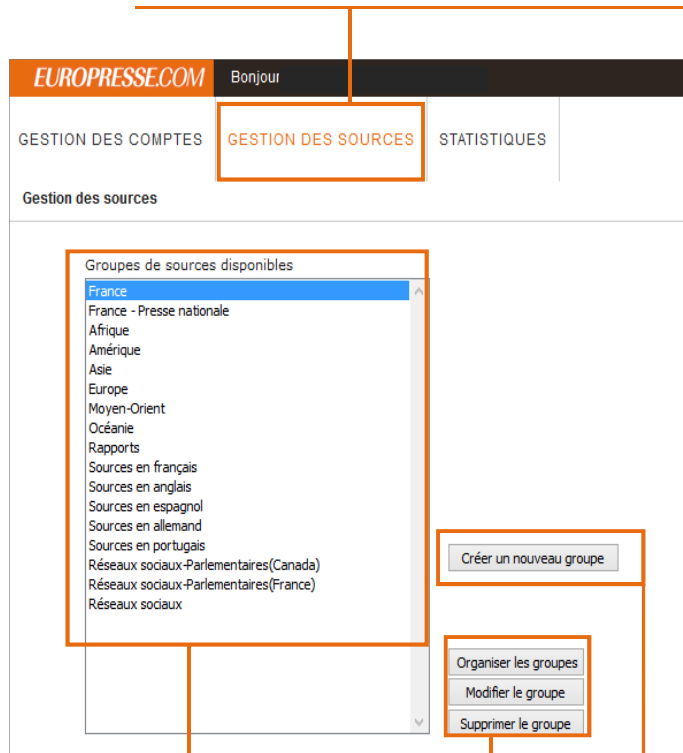 EUROPRESSE.COM Bonjour
GESTION DES COMPTES GESTION DES SOURCES STATISTIQUES
Gestion des sources
Groupes de sources disponibles
France
France - Presse nationale
Afrique
Amérique
Asie
Europe
Moyen-Orient
Océanie
Rapports
Sources en français
Sources en anglais
Sources en espagnol
Sources en allemand
Sources en portugais
Réseaux sociaux-Parlementaires(Canada)
Réseaux sociaux-Parlementaires(France)
Réseaux sociaux
Créer un nouveau groupe
Organiser les groupes
Modifier le groupe
Supprimer le groupe